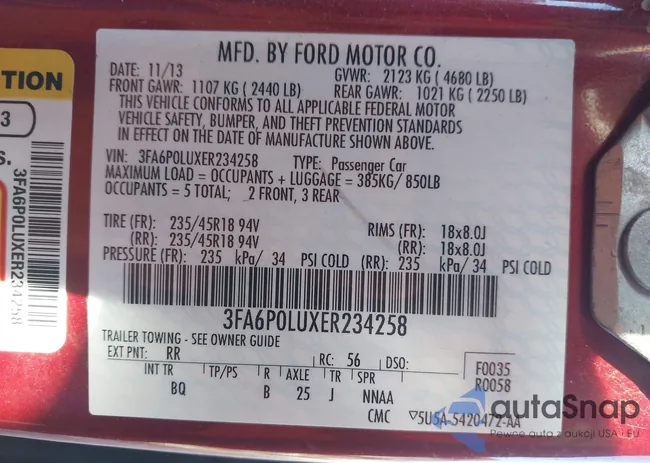 TION
3
S.
3FA6P0LUXER234258
MFD. BY FORD MOTOR CO.
DATE: 11/13 GVWR: 2123 KG ( 4680 LB)
FRONT GAWR: 1107 KG ( 2440 LB) REAR GAWR: 1021 KG ( 2250 LB)
THIS VEHICLE CONFORMS TO ALL APPLICABLE FEDERAL MOTOR
VEHICLE SAFETY, BUMPER, AND THEFT PREVENTION STANDARDS
IN EFFECT ON THE DATE OF MANUFACTURE SHOWN ABOVE.
VIN: 3FA6P0LUXER234258 TYPE: Passenger Car
MAXIMUM LOAD = OCCUPANTS + LUGGAGE = 385KG/ 850LB
OCCUPANTS = 5 TOTAL; 2 FRONT, 3 REAR
TIRE (FR): 235/45R18 94V RIMS (FR): 18x8.0J
(RR): 235/45R18 94V (RR): 18x8.0J
PRESSURE (FR): 235 kPa/ 34 PSI COLD (RR): 235 kPa/ 34 PSI COLD
3FA6P0LUXER234258
TRAILER TOWING - SEE OWNER GUIDE
EXT PNT: RR RC: 56 DSO: F0035
INT TR TP/PS R AXLE TR SPR R0058
BQ B 25 J NNAA
CMC ▽5U5A-5420472-AA
autoSnap
Pewne auta z aukcji USA i EU